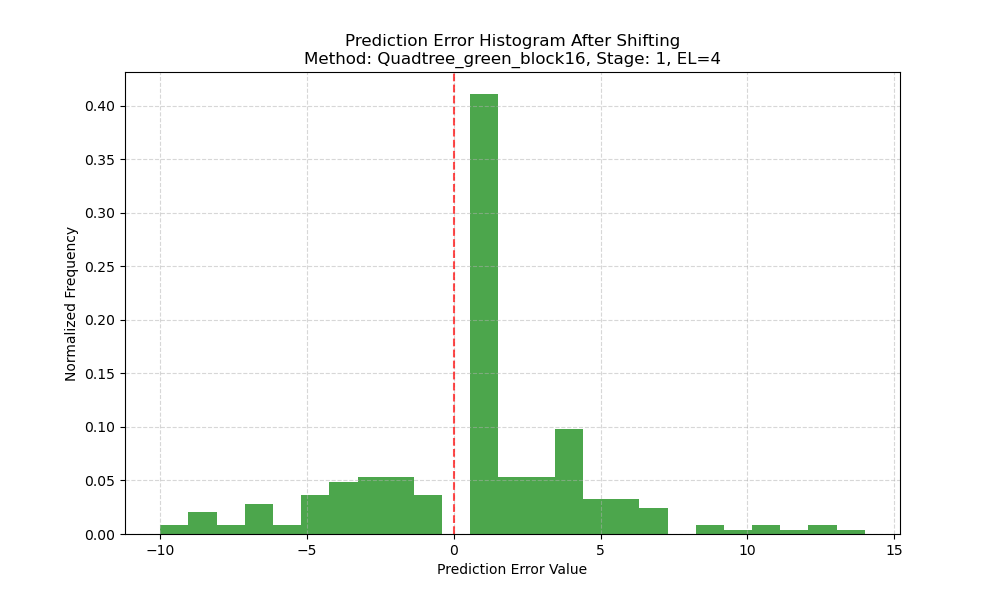 Prediction Error Histogram After Shifting
Method: Quadtree_green_block16, Stage: 1, EL=4
0.40
0.35
0.30
0.25
0.20
0.15
0.10
0.05
0.00
Normalized Frequency
−10 −5 0 5 10 15
Prediction Error Value